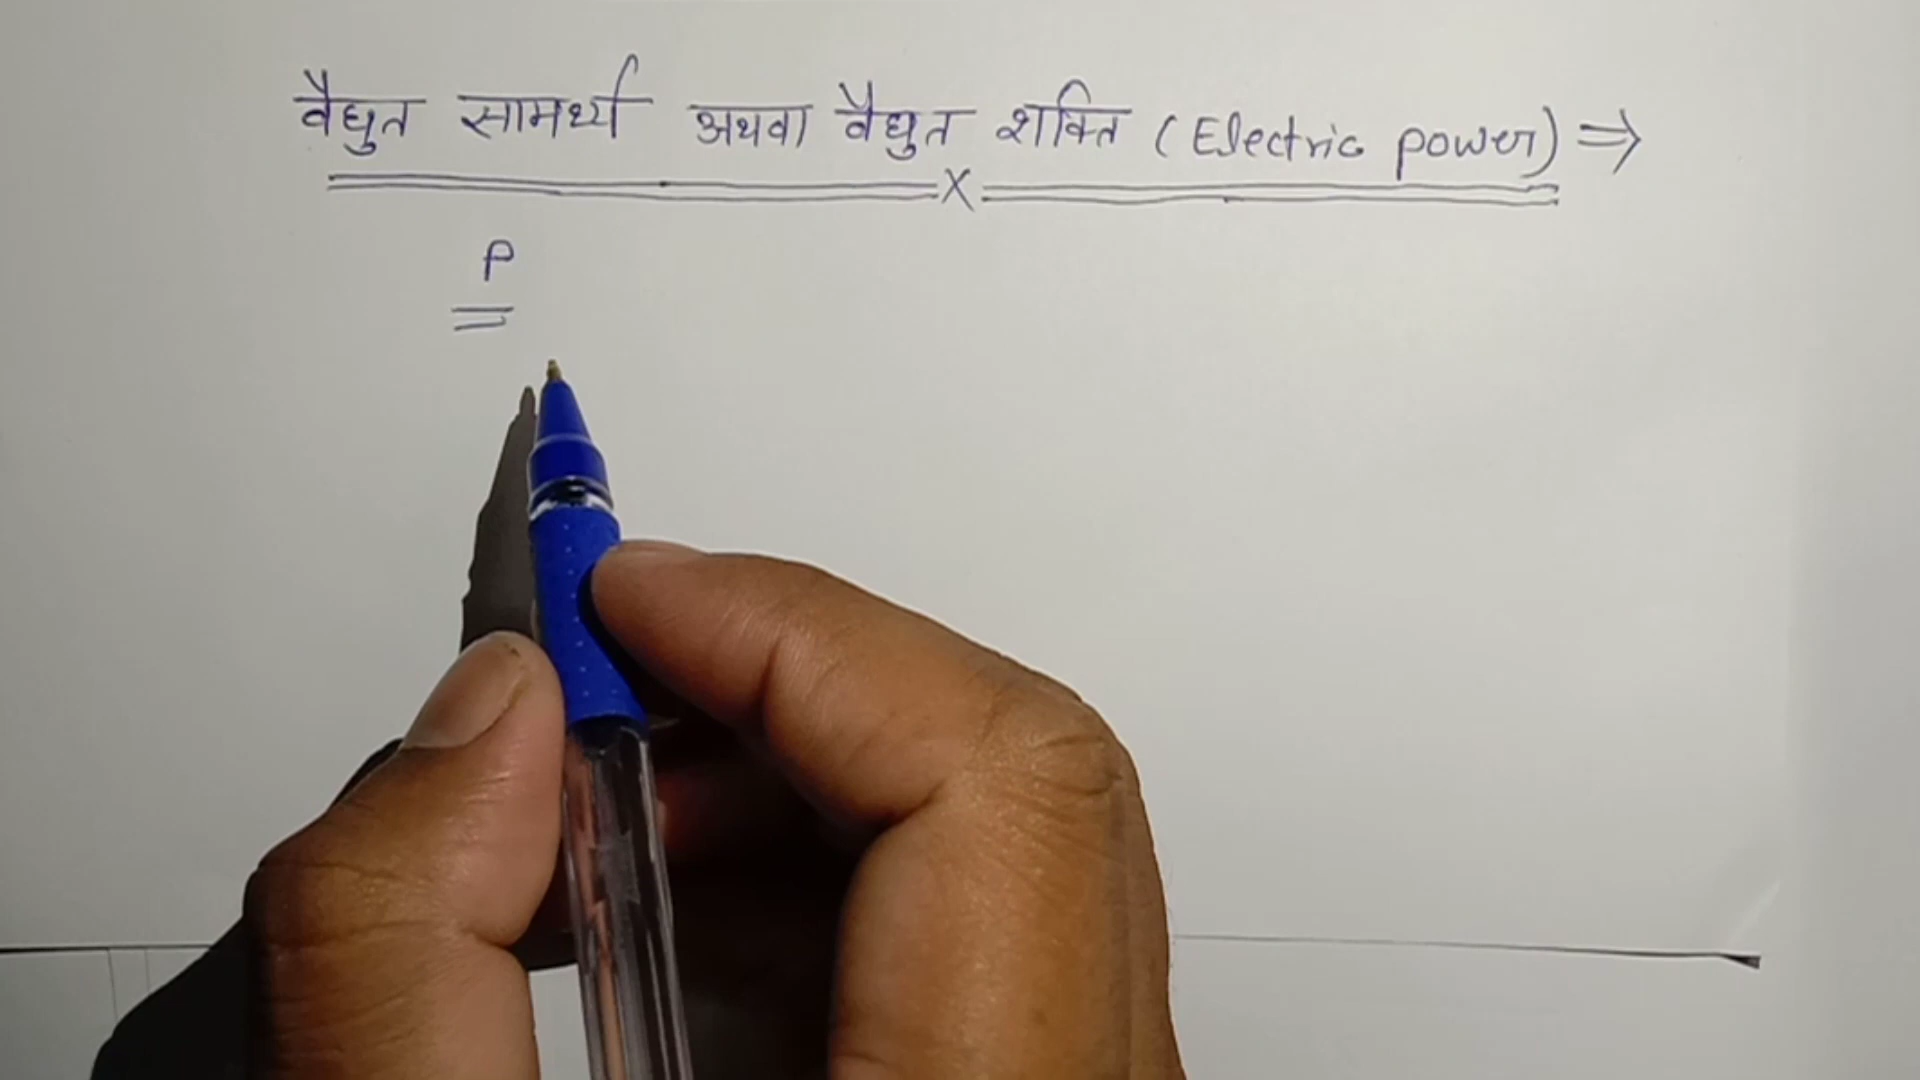 वैद्युत सामर्थ्य अथवा वैद्युत शक्ति (Electric power) ⇒
X
P